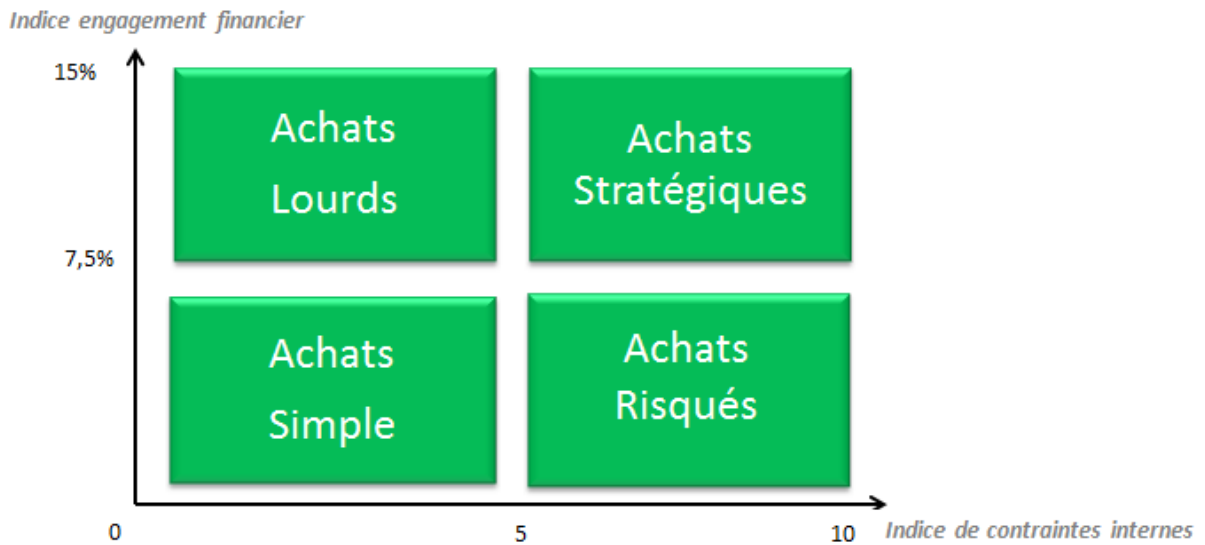 Indice engagement financier
15%
Achats
Lourds
Achats
Stratégiques
7,5%
Achats
Simple
Achats
Risqués
0
5
10
Indice de contraintes internes